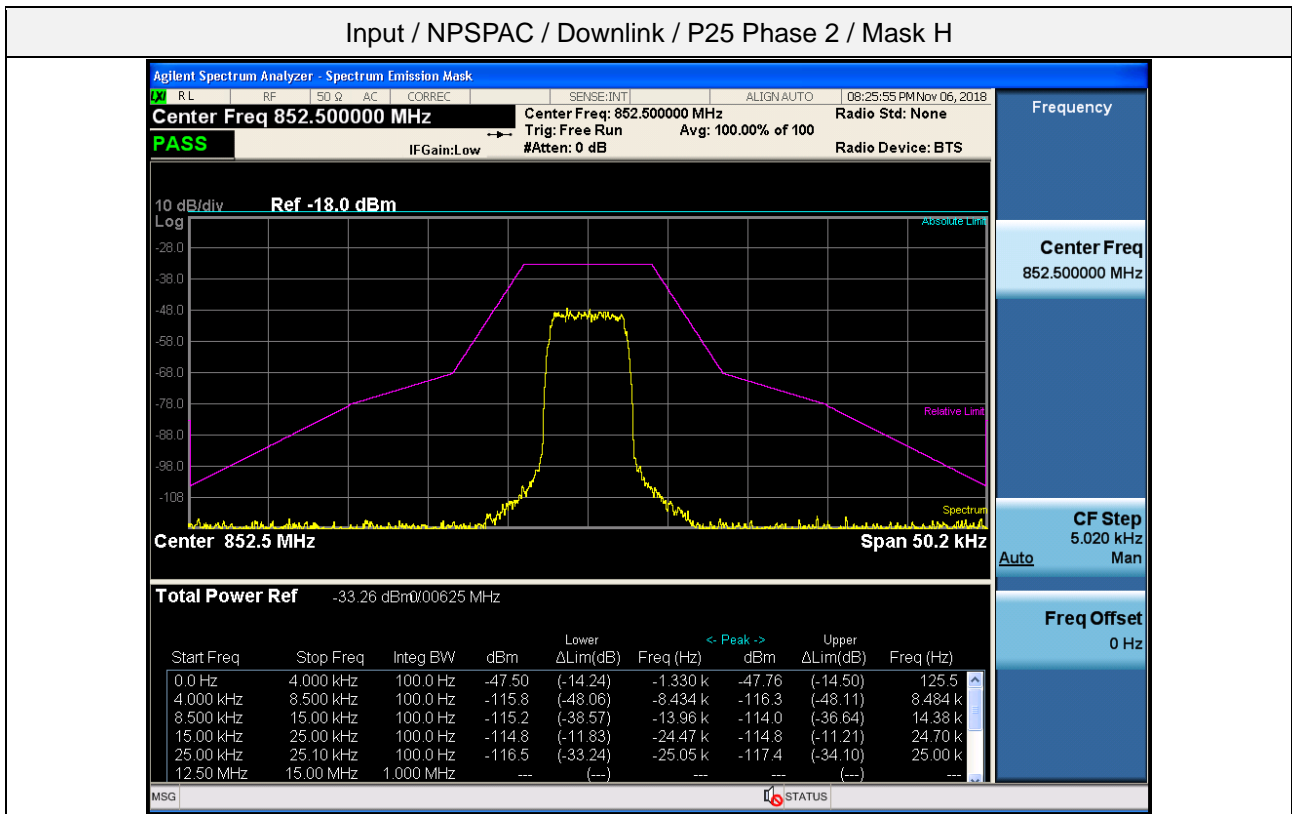 Input / NPSPAC / Downlink / P25 Phase 2 / Mask H
Agilent Spectrum Analyzer - Spectrum Emission Mask
LXI RL RF 50 Ω AC CORREC SENSE:INT ALIGN AUTO 08:25:55 PM Nov 06, 2018
Center Freq 852.500000 MHz Center Freq: 852.500000 MHz Radio Std: None
Trig: Free Run Avg: 100.00% of 100
PASS IFGain:Low #Atten: 0 dB Radio Device: BTS
Frequency
10 dB/div Ref -18.0 dBm
Log Absolute Limit
-28.0
-38.0
-48.0
-58.0
-68.0
-78.0
Relative Limit
-88.0
-98.0
-108
Spectrum
Center 852.5 MHz Span 50.2 kHz
Center Freq
852.500000 MHz
CF Step
5.020 kHz
Auto Man
Freq Offset
0 Hz
Total Power Ref -33.26 dBm/0.00625 MHz
Lower <- Peak -> Upper
Start Freq Stop Freq Integ BW dBm ΔLim(dB) Freq (Hz) dBm ΔLim(dB) Freq (Hz)
0.0 Hz 4.000 kHz 100.0 Hz -47.50 (-14.24) -1.330 k -47.76 (-14.50) 125.5
4.000 kHz 8.500 kHz 100.0 Hz -115.8 (-48.06) -8.434 k -116.3 (-48.11) 8.484 k
8.500 kHz 15.00 kHz 100.0 Hz -115.2 (-38.57) -13.96 k -114.0 (-36.64) 14.38 k
15.00 kHz 25.00 kHz 100.0 Hz -114.8 (-11.83) -24.47 k -114.8 (-11.21) 24.70 k
25.00 kHz 25.10 kHz 100.0 Hz -116.5 (-33.24) -25.05 k -117.4 (-34.10) 25.00 k
12.50 MHz 15.00 MHz 1.000 MHz --- (---) --- --- (---) ---
MSG STATUS